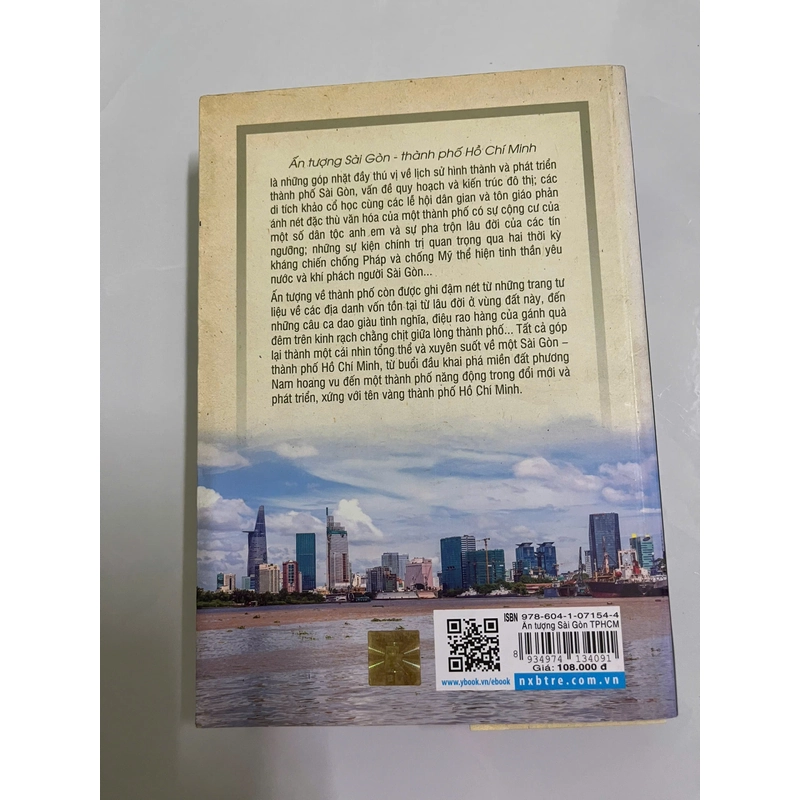 Ấn tượng Sài Gòn - thành phố Hồ Chí Minh
là những góp nhặt đầy thú vị về lịch sử hình thành và phát triển
thành phố Sài Gòn, vấn đề quy hoạch và kiến trúc đô thị; các
di tích khảo cổ học cùng các lễ hội dân gian và tôn giáo phản
ánh nét đặc thù văn hóa của một thành phố có sự cộng cư của
một số dân tộc anh em và sự pha trộn lâu đời của các tín
ngưỡng; những sự kiện chính trị quan trọng qua hai thời kỳ
kháng chiến chống Pháp và chống Mỹ thể hiện tinh thần yêu
nước và khí phách người Sài Gòn...
Ấn tượng về thành phố còn được ghi đậm nét từ những trang tư
liệu về các địa danh vốn tồn tại từ lâu đời ở vùng đất này, đến
những câu ca dao giàu tình nghĩa, điệu rao hàng của gánh quà
đêm trên kinh rạch chằng chịt giữa lòng thành phố... Tất cả góp
lại thành một cái nhìn tổng thể và xuyên suốt về một Sài Gòn –
thành phố Hồ Chí Minh, từ buổi đầu khai phá miền đất phương
Nam hoang vu đến một thành phố năng động trong đổi mới và
phát triển, xứng với tên vàng thành phố Hồ Chí Minh.
ISBN 978-604-1-07154-4
Ấn tượng Sài Gòn TPHCM
8 934974 134091
Giá: 108.000 đ
www.ybook.vn/ebook
nxbtre.com.vn